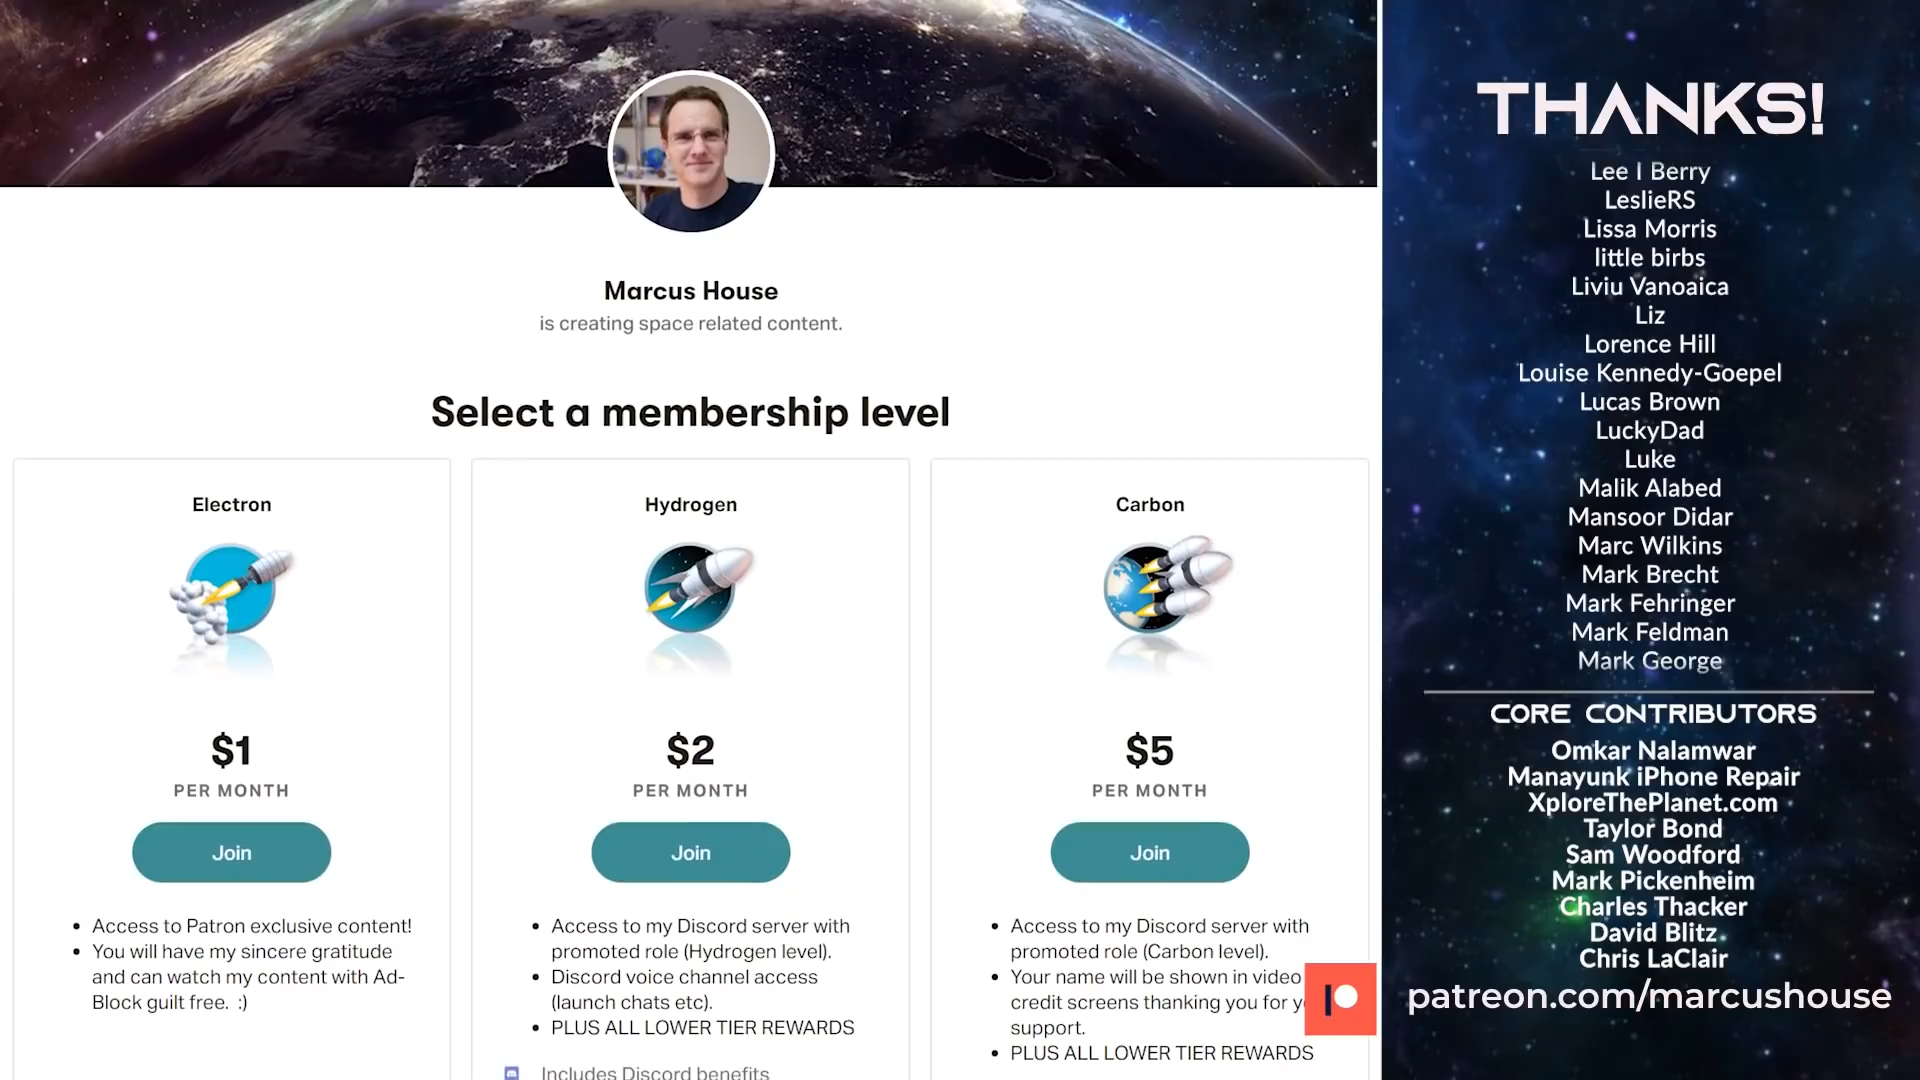 Marcus House
is creating space related content.
Select a membership level
Electron
$1
PER MONTH
Join
• Access to Patron exclusive content!
• You will have my sincere gratitude
and can watch my content with Ad-
Block guilt free. :)
Hydrogen
$2
PER MONTH
Join
• Access to my Discord server with
promoted role (Hydrogen level).
• Discord voice channel access
(launch chats etc).
• PLUS ALL LOWER TIER REWARDS
Includes Discord benefits
Carbon
$5
PER MONTH
Join
• Access to my Discord server with
promoted role (Carbon level).
• Your name will be shown in video
credit screens thanking you for
support.
• PLUS ALL LOWER TIER REWARDS
THANKS!
Lee I Berry
LeslieRS
Lissa Morris
little birbs
Liviu Vanoaica
Liz
Lorence Hill
Louise Kennedy-Goepel
Lucas Brown
LuckyDad
Luke
Malik Alabed
Mansoor Didar
Marc Wilkins
Mark Brecht
Mark Fehringer
Mark Feldman
Mark George
CORE CONTRIBUTORS
Omkar Nalamwar
Manayunk iPhone Repair
XploreThePlanet.com
Taylor Bond
Sam Woodford
Mark Pickenheim
Charles Thacker
David Blitz
Chris LaClair
patreon.com/marcushouse